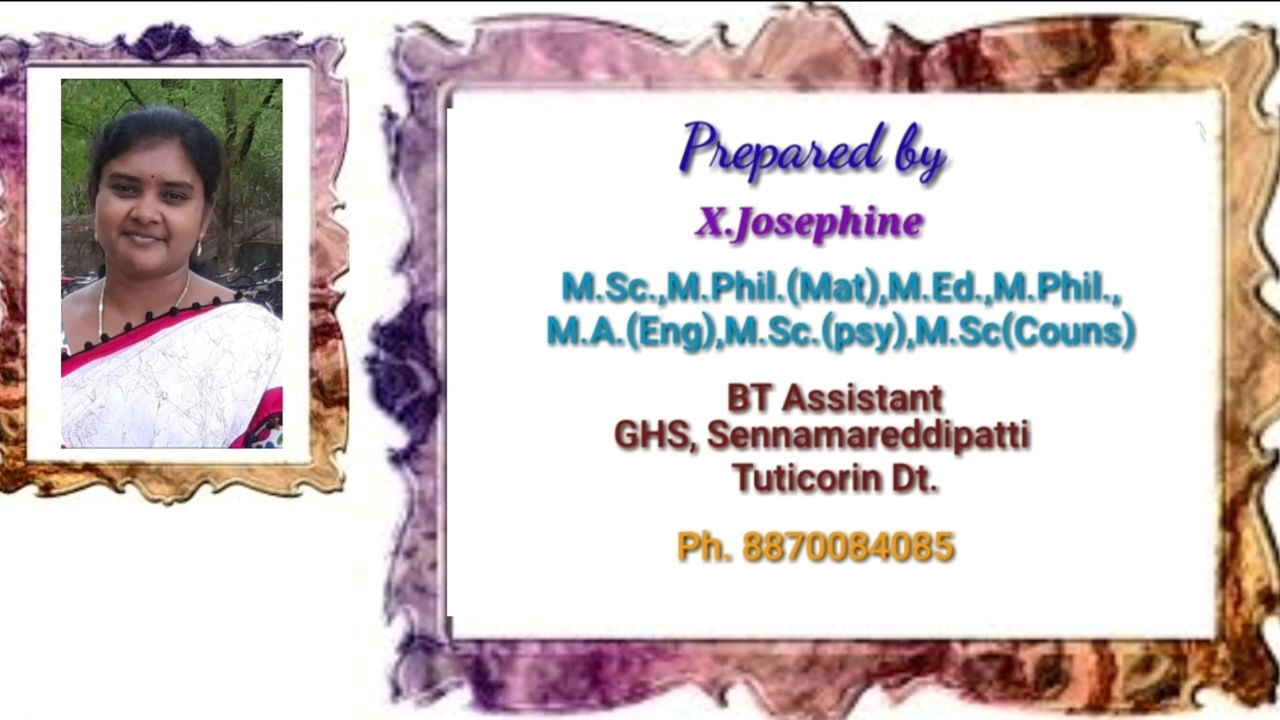 Prepared by
X.Josephine
M.Sc.,M.Phil.(Mat),M.Ed.,M.Phil.,
M.A.(Eng),M.Sc.(psy),M.Sc(Couns)
BT Assistant
GHS, Sennamareddipatti
Tuticorin Dt.
Ph. 8870084085